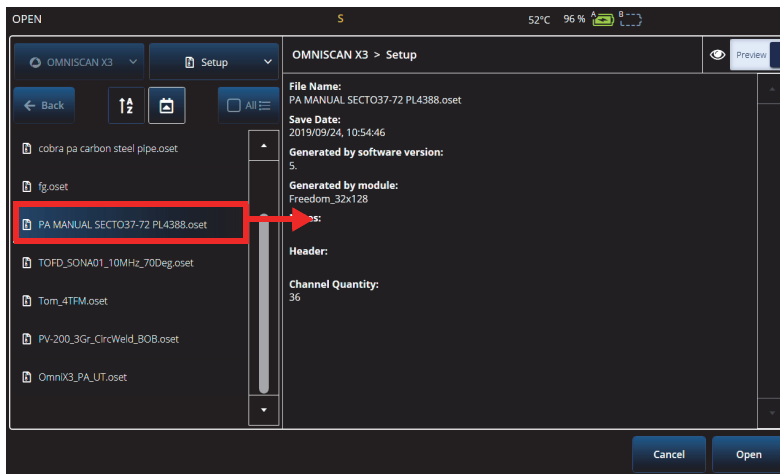 OPEN
S
52°C 96 % A B
OMNISCAN X3
Setup
OMNISCAN X3 > Setup
Preview
Back
All
cobra pa carbon steel pipe.oset
fg.oset
PA MANUAL SECTO37-72 PL4388.oset
TOFD_SONA01_10MHz_70Deg.oset
Tom_4TFM.oset
PV-200_3Gr_CircWeld_BOB.oset
OmniX3_PA_UT.oset
File Name:
PA MANUAL SECTO37-72 PL4388.oset
Save Date:
2019/09/24, 10:54:46
Generated by software version:
5.
Generated by module:
Freedom_32x128
Header:
Channel Quantity:
36
Cancel
Open